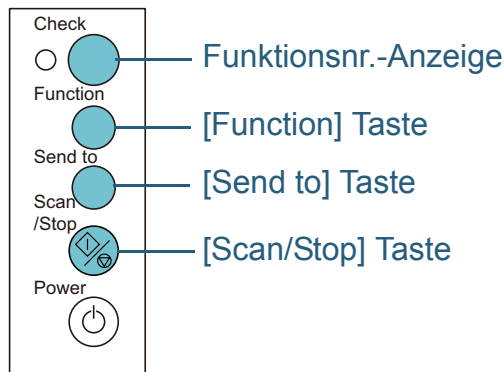 Check
Funktionsnr.-Anzeige
Function
[Function] Taste
Send to
[Send to] Taste
Scan
/Stop
[Scan/Stop] Taste
Power